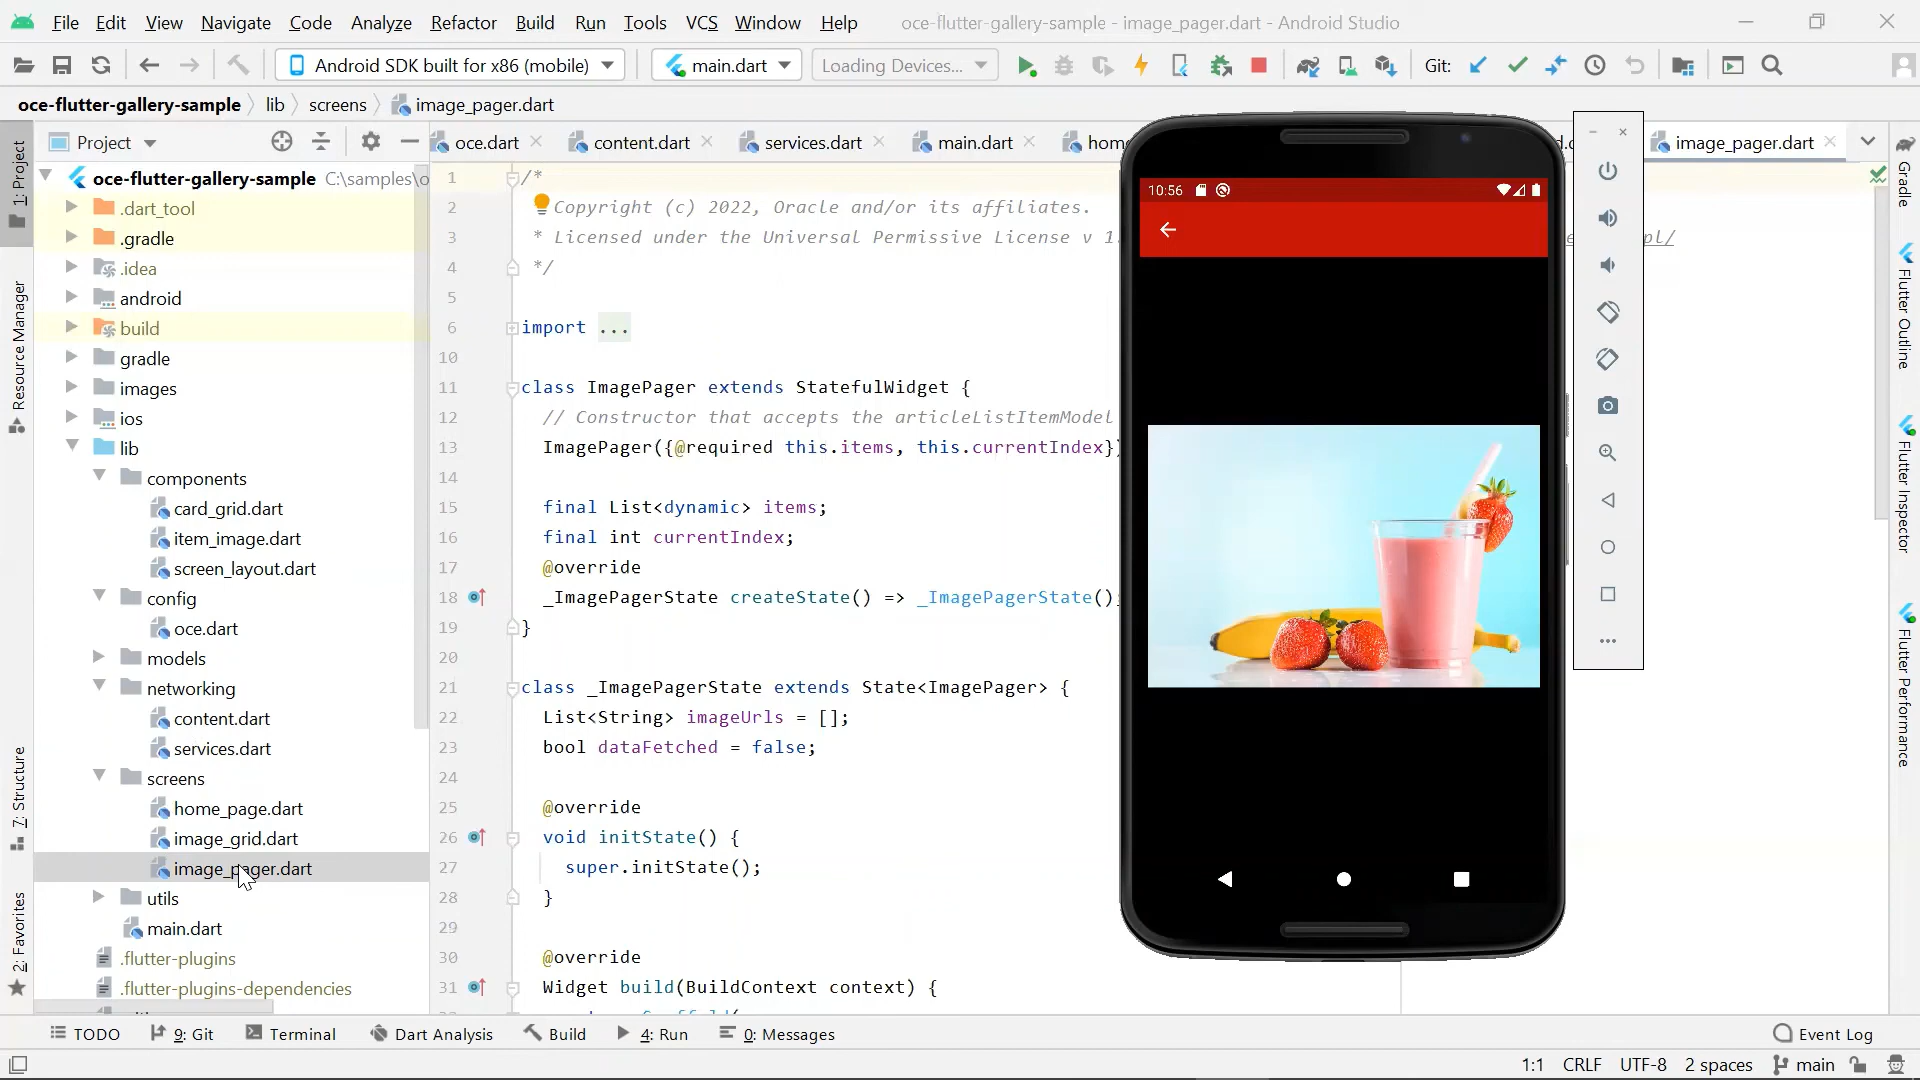 File Edit View Navigate Code Analyze Refactor Build Run Tools VCS Window Help oce-flutter-gallery-sample - image_pager.dart - Android Studio
Android SDK built for x86 (mobile) main.dart Loading Devices... Git:
oce-flutter-gallery-sample lib screens image_pager.dart
Project
oce.dart content.dart services.dart main.dart image_pager.dart
1: Project
Resource Manager
7: Structure
2: Favorites
oce-flutter-gallery-sample C:\samples\o
.dart_tool
.gradle
.idea
android
build
gradle
images
ios
lib
components
card_grid.dart
item_image.dart
screen_layout.dart
config
oce.dart
models
networking
content.dart
services.dart
screens
home_page.dart
image_grid.dart
image_pager.dart
utils
main.dart
.flutter-plugins
.flutter-plugins-dependencies
1 /*
2 Copyright (c) 2022, Oracle and/or its affiliates.
3 * Licensed under the Universal Permissive License v 1. pl/
4 */
5
6 import ...
10
11 class ImagePager extends StatefulWidget {
12 // Constructor that accepts the articleListItemModel
13 ImagePager({@required this.items, this.currentIndex})
14
15 final List<dynamic> items;
16 final int currentIndex;
17 @override
18 _ImagePagerState createState() => _ImagePagerState();
19 }
20
21 class _ImagePagerState extends State<ImagePager> {
22 List<String> imageUrls = [];
23 bool dataFetched = false;
24
25 @override
26 void initState() {
27 super.initState();
28 }
29
30 @override
31 Widget build(BuildContext context) {
10:56
Gradle
Flutter Outline
Flutter Inspector
Flutter Performance
TODO 9: Git Terminal Dart Analysis Build 4: Run 0: Messages Event Log
1:1 CRLF UTF-8 2 spaces main